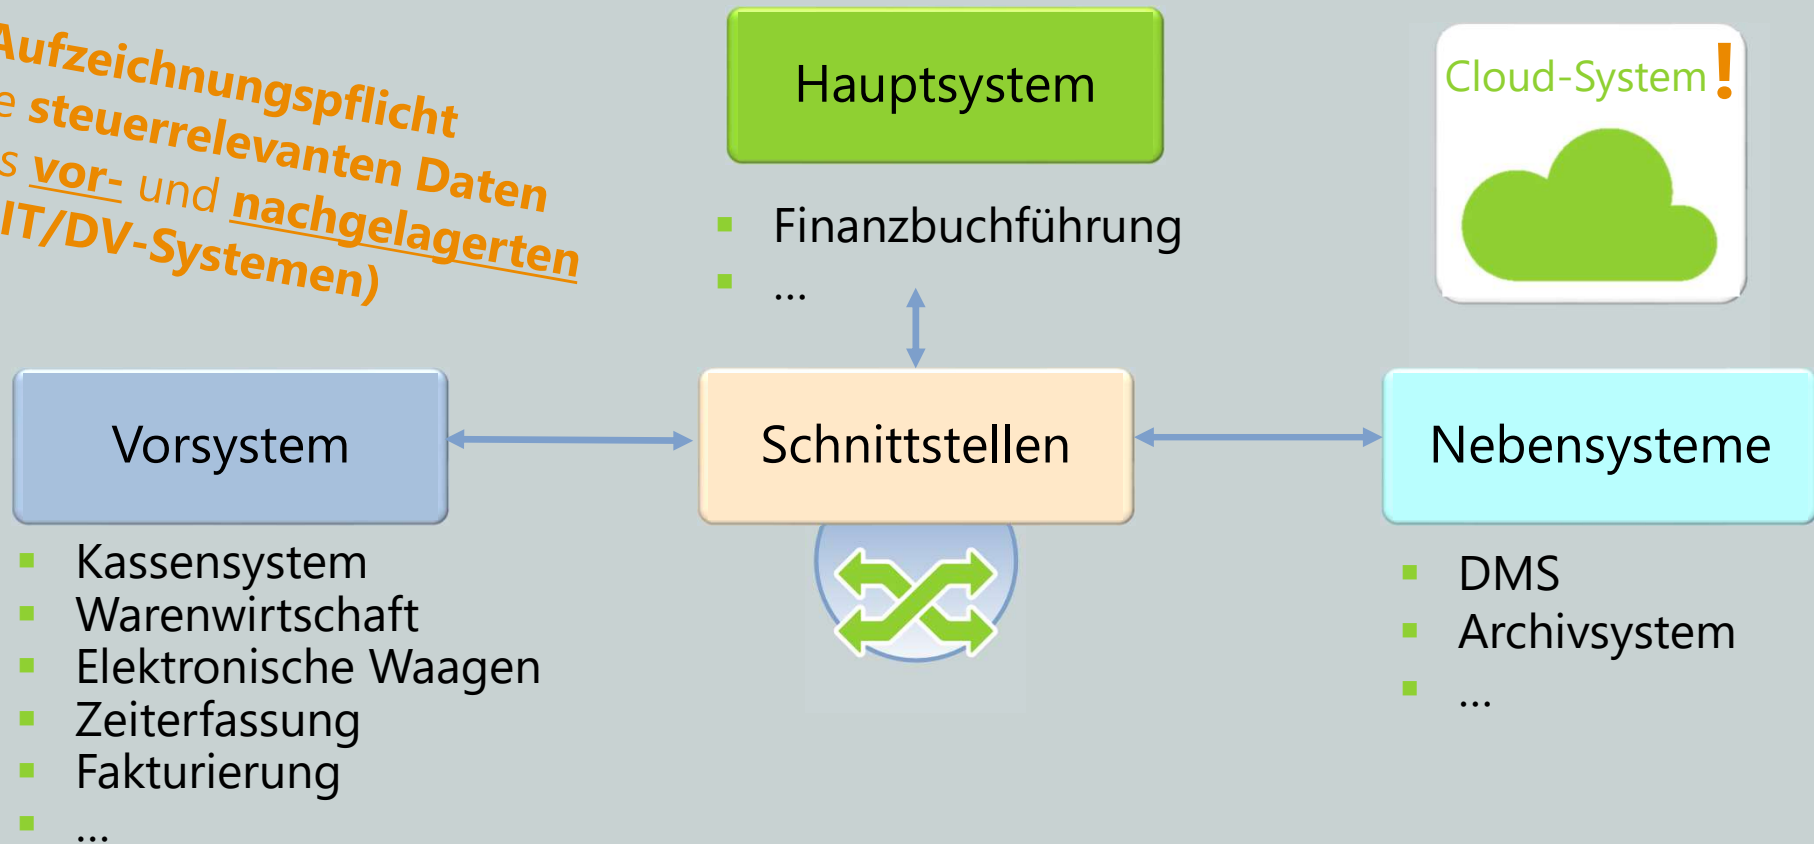 Aufzeichnungspflicht
e steuerrelevanten Daten
s vor- und nachgelagerten
IT/DV-Systemen)
Hauptsystem
Finanzbuchführung
...
Cloud-System!
Vorsystem
Kassensystem
Warenwirtschaft
Elektronische Waagen
Zeiterfassung
Fakturierung
...
Schnittstellen
Nebensysteme
DMS
Archivsystem
...